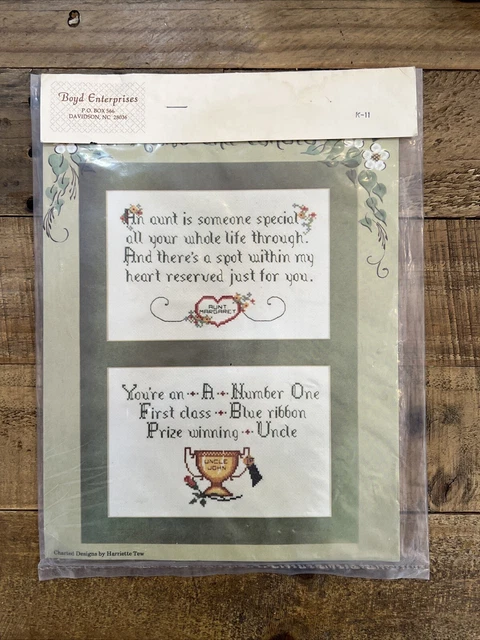 Boyd Enterprises
P.O. BOX 566
DAVIDSON, NC 28036
K-11
An aunt is someone special
all your whole life through.
And there's a spot within my
heart reserved just for you.
AUNT
MARGARET
You're an A Number One
First class Blue ribbon
Prize winning Uncle
UNCLE
JOHN
Charted Designs by Harriette Tew